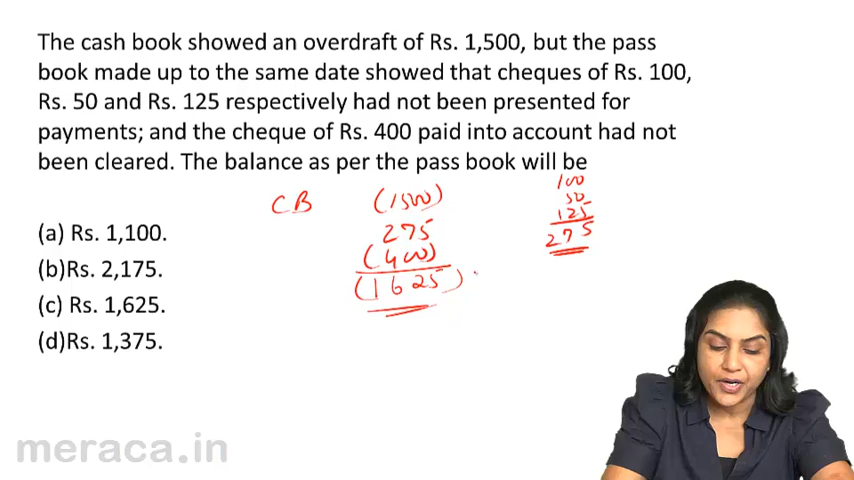 The cash book showed an overdraft of Rs. 1,500, but the pass
book made up to the same date showed that cheques of Rs. 100,
Rs. 50 and Rs. 125 respectively had not been presented for
payments; and the cheque of Rs. 400 paid into account had not
been cleared. The balance as per the pass book will be
100
50
125
275
CB (1500)
275
(400)
(1625)
(a) Rs. 1,100.
(b)Rs. 2,175.
(c) Rs. 1,625.
(d)Rs. 1,375.
meraca.in